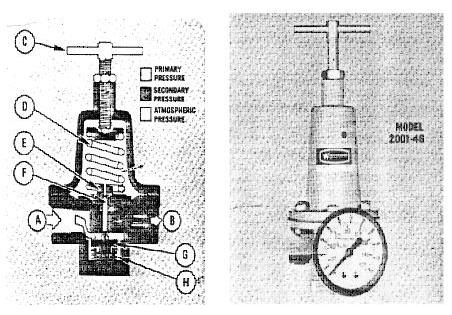 C
PRIMARY
PRESSURE
SECONDARY
PRESSURE
ATMOSPHERIC
PRESSURE.
D
E
F
A
B
G
H
MODEL
2001-4G